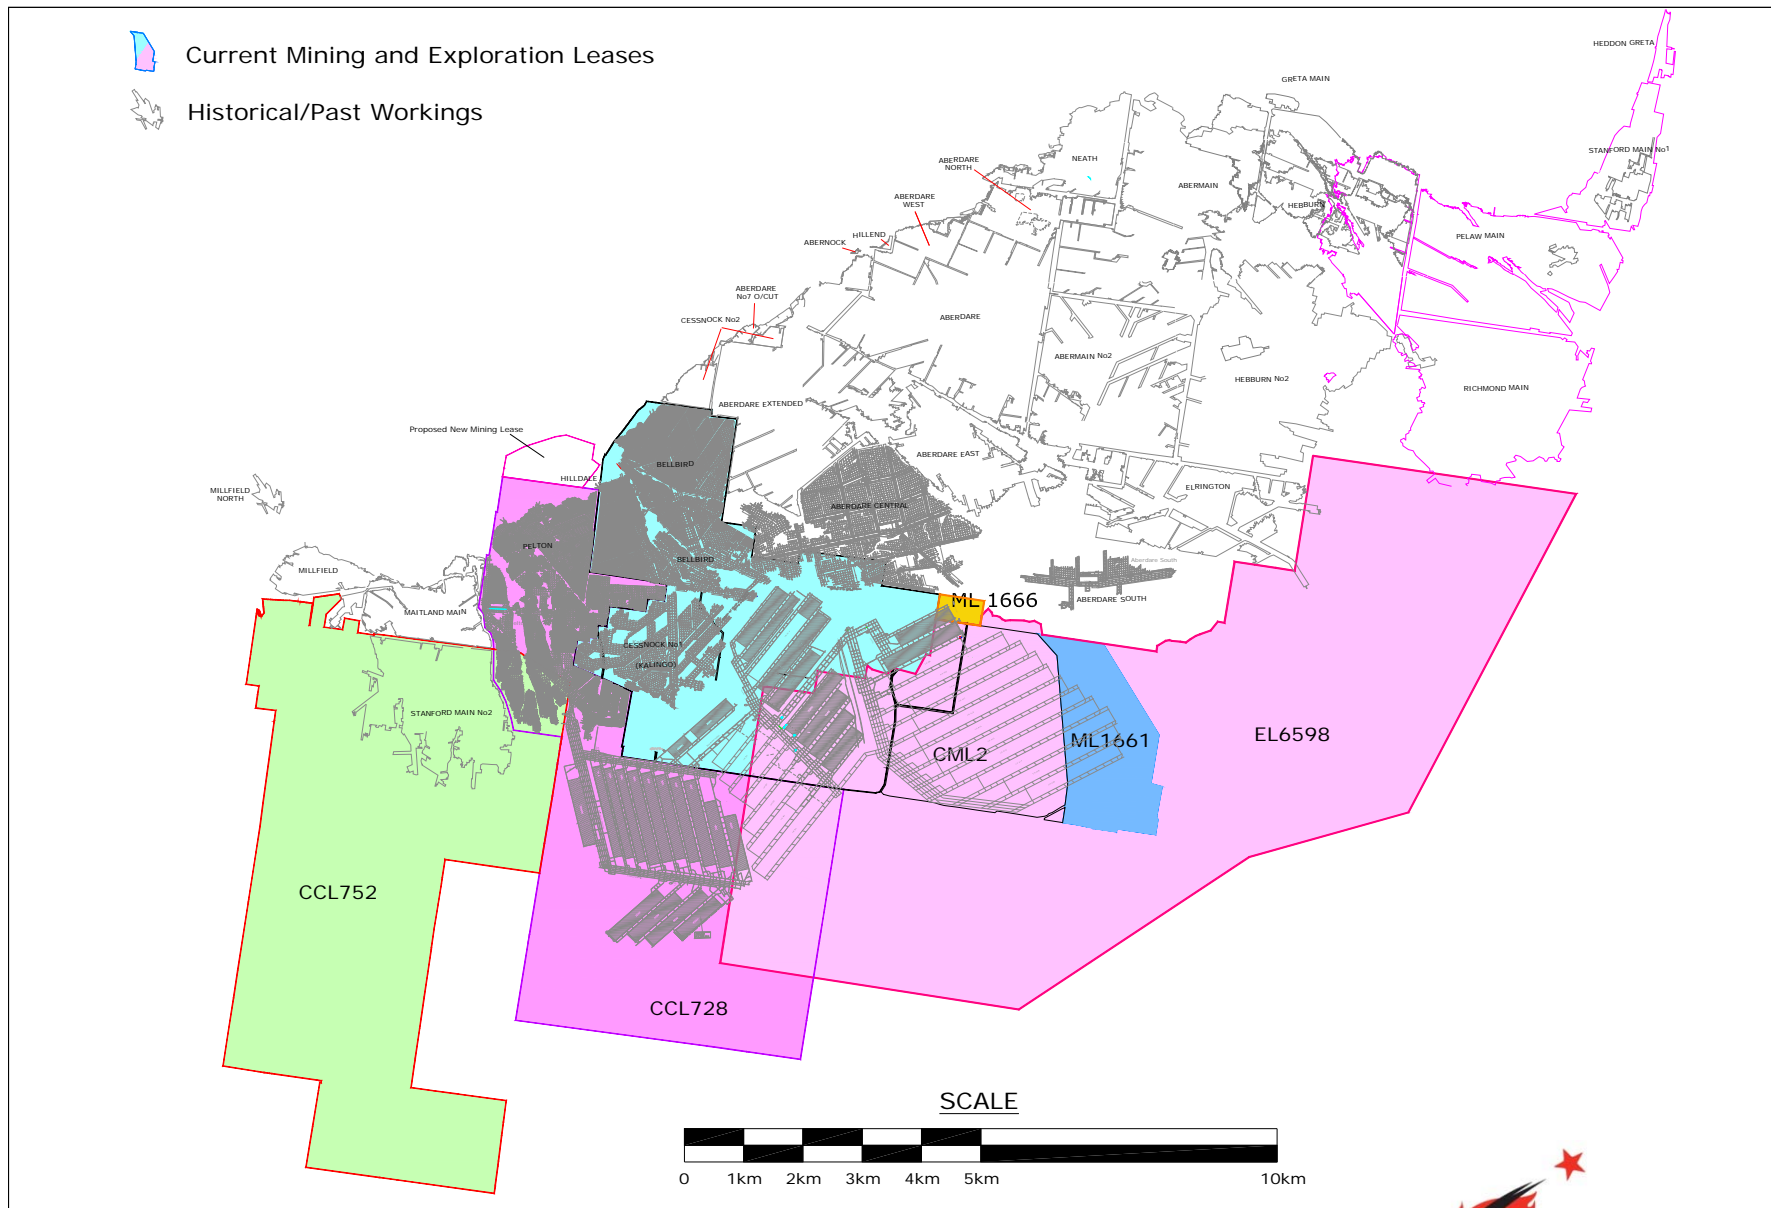 Current Mining and Exploration Leases
Historical/Past Workings
HEDDON GRETA
GRETA MAIN
STANFORD MAIN No1
ABERDARE
NORTH
NEATH
ABERMAIN
ABERDARE
WEST
HEBBURN
HILLEND
ABERNOCK
PELAW MAIN
ABERDARE
No7 O/CUT
CESSNOCK No2
ABERDARE
ABERMAIN No2
HEBBURN No2
RICHMOND MAIN
ABERDARE EXTENDED
Proposed New Mining Lease
ABERDARE EAST
BELLBIRD
HILLDALE
MILLFIELD
NORTH
ELRINGTON
ABERDARE CENTRAL
PELTON
BELLBIRD
Aberdare South
MILLFIELD
ABERDARE SOUTH
ML 1666
MAITLAND MAIN
CESSNOCK No1
(KALINGO)
STANFORD MAIN No2
EL6598
ML1661
CML2
CCL752
CCL728
SCALE
0 1km 2km 3km 4km 5km 10km